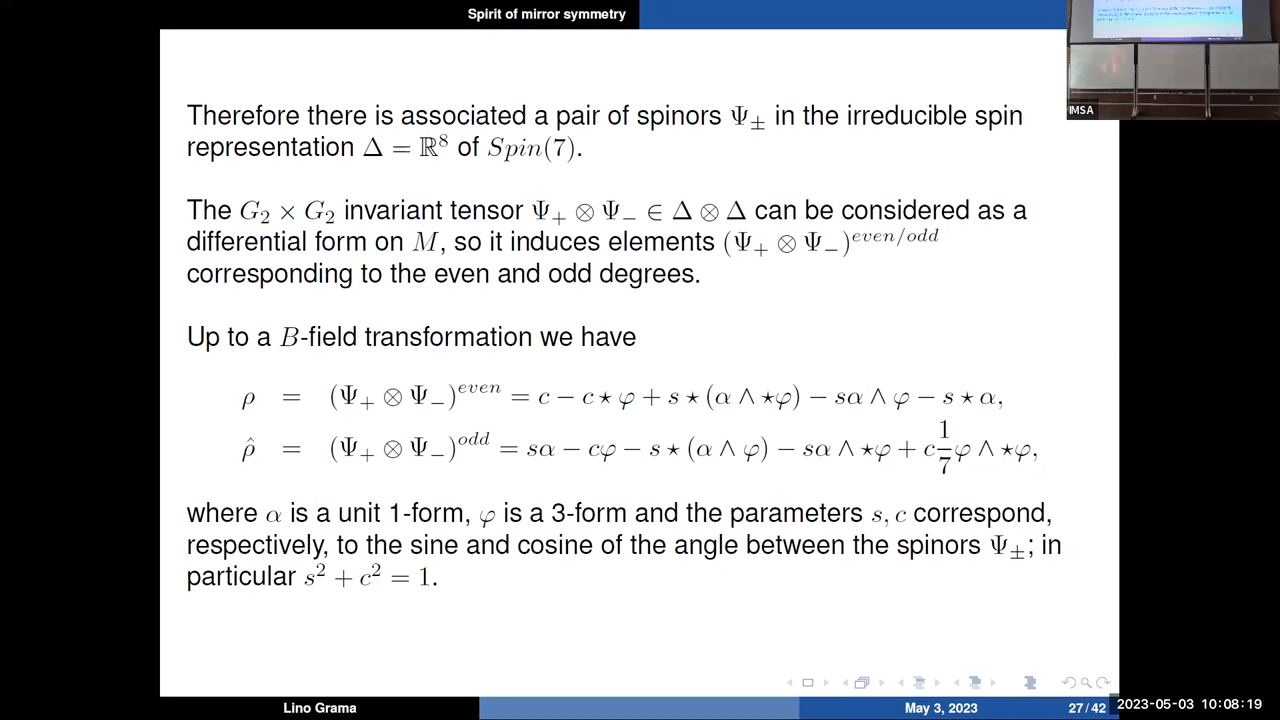 Spirit of mirror symmetry
IMSA
Therefore there is associated a pair of spinors Ψ± in the irreducible spin
representation Δ = ℝ⁸ of Spin(7).
The G₂ × G₂ invariant tensor Ψ₊ ⊗ Ψ₋ ∈ Δ ⊗ Δ can be considered as a
differential form on M, so it induces elements (Ψ₊ ⊗ Ψ₋)^{even/odd}
corresponding to the even and odd degrees.
Up to a B-field transformation we have
ρ = (Ψ₊ ⊗ Ψ₋)^{even} = c − c ⋆ φ + s ⋆ (α ∧ ⋆φ) − sα ∧ φ − s ⋆ α,
ρ̂ = (Ψ₊ ⊗ Ψ₋)^{odd} = sα − cφ − s ⋆ (α ∧ φ) − sα ∧ ⋆φ + c\frac{1}{7}φ ∧ ⋆φ,
where α is a unit 1-form, φ is a 3-form and the parameters s, c correspond,
respectively, to the sine and cosine of the angle between the spinors Ψ±; in
particular s² + c² = 1.
Lino Grama
May 3, 2023
27/42
2023-05-03 10:08:19